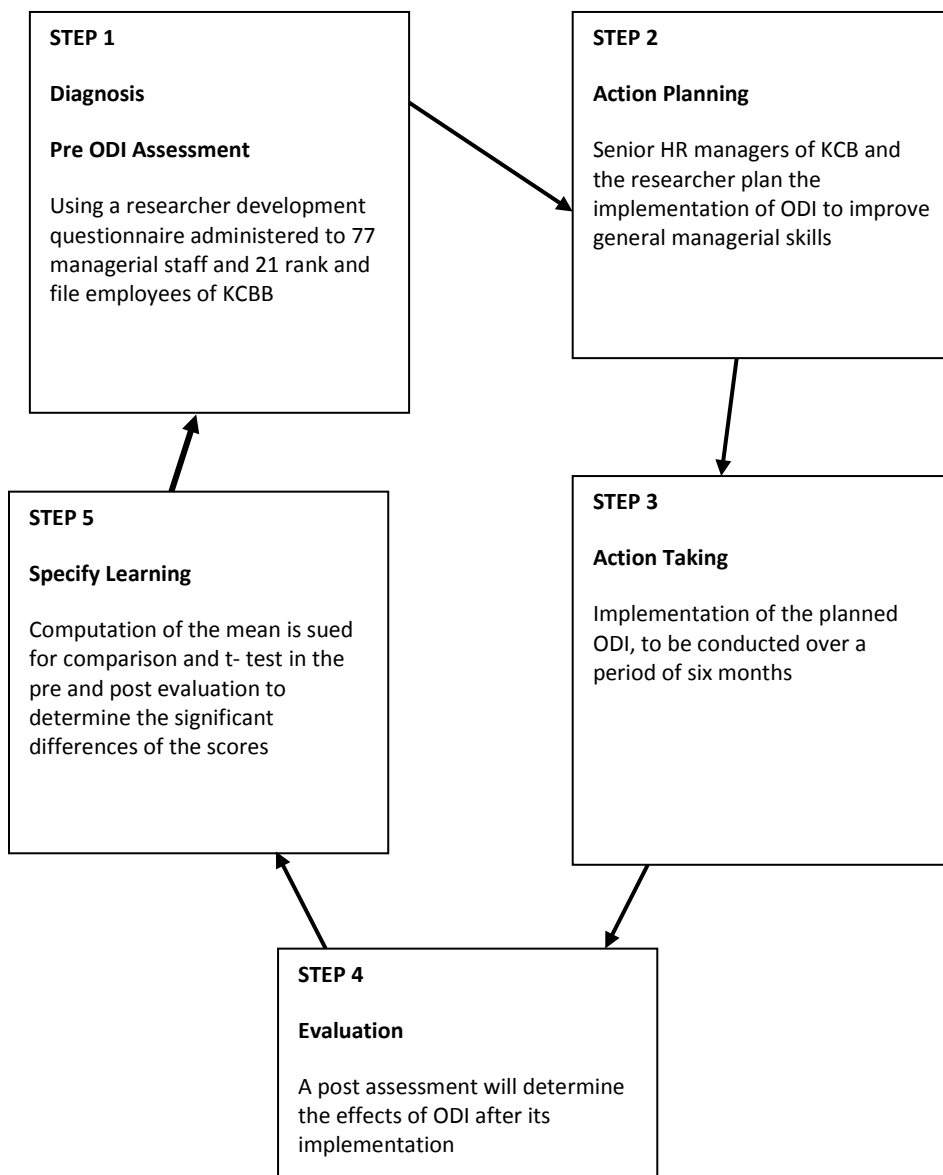 STEP 1
Diagnosis
Pre ODI Assessment
Using a researcher development
questionnaire administered to 77
managerial staff and 21 rank and
file employees of KCBB
STEP 2
Action Planning
Senior HR managers of KCB and
the researcher plan the
implementation of ODI to improve
general managerial skills
STEP 3
Action Taking
Implementation of the planned
ODI, to be conducted over a
period of six months
STEP 4
Evaluation
A post assessment will determine
the effects of ODI after its
implementation
STEP 5
Specify Learning
Computation of the mean is sued
for comparison and t- test in the
pre and post evaluation to
determine the significant
differences of the scores